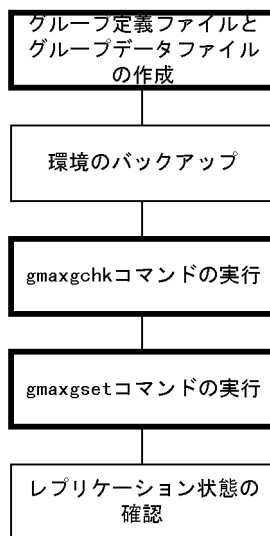 グループ定義ファイルと
グループデータファイル
の作成
環境のバックアップ
gmaxgchkコマンドの実行
gmaxgsetコマンドの実行
レプリケーション状態の
確認